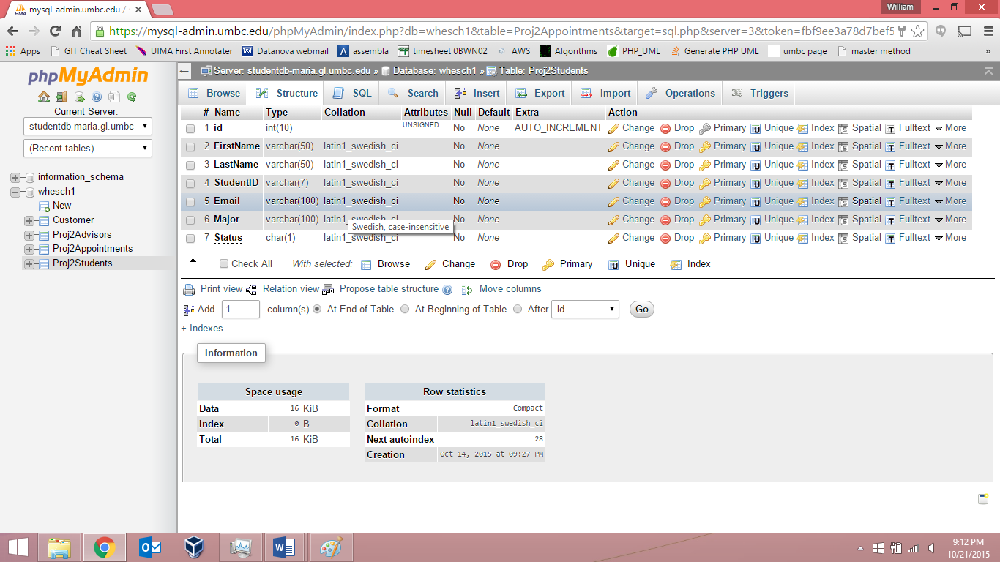 mysql-admin.umbc.edu /
William
https://mysql-admin.umbc.edu/phpMyAdmin/index.php?db=whesch1&table=Proj2Appointments&target=sql.php&server=3&token=fbf9ee3a78d7bef5
Apps GIT Cheat Sheet UIMA First Annotater Datanova webmail assembla timesheet 0BWN02 AWS Algorithms PHP_UML Generate PHP UML umbc page master method »
phpMyAdmin
Current Server:
studentdb-maria.gl.umbc
(Recent tables) ...
information_schema
whesch1
New
Customer
Proj2Advisors
Proj2Appointments
Proj2Students
Server: studentdb-maria.gl.umbc.edu » Database: whesch1 » Table: Proj2Students
Browse Structure SQL Search Insert Export Import Operations Triggers
# Name Type Collation Attributes Null Default Extra Action
1 id int(10) UNSIGNED No None AUTO_INCREMENT Change Drop Primary Unique Index Spatial Fulltext More
2 FirstName varchar(50) latin1_swedish_ci No None Change Drop Primary Unique Index Spatial Fulltext More
3 LastName varchar(50) latin1_swedish_ci No None Change Drop Primary Unique Index Spatial Fulltext More
4 StudentID varchar(7) latin1_swedish_ci No None Change Drop Primary Unique Index Spatial Fulltext More
5 Email varchar(100) latin1_swedish_ci No None Change Drop Primary Unique Index Spatial Fulltext More
6 Major varchar(100) latin1_swedish_ci No None Change Drop Primary Unique Index Spatial Fulltext More
Swedish, case-insensitive
7 Status char(1) latin1_swedish_ci No None Change Drop Primary Unique Index Spatial Fulltext More
Check All With selected: Browse Change Drop Primary Unique Index
Print view Relation view Propose table structure Move columns
Add 1 column(s) At End of Table At Beginning of Table After id Go
+ Indexes
Information
Space usage
Data 16 KiB
Index 0 B
Total 16 KiB
Row statistics
Format Compact
Collation latin1_swedish_ci
Next autoindex 28
Creation Oct 14, 2015 at 09:27 PM
9:12 PM
10/21/2015